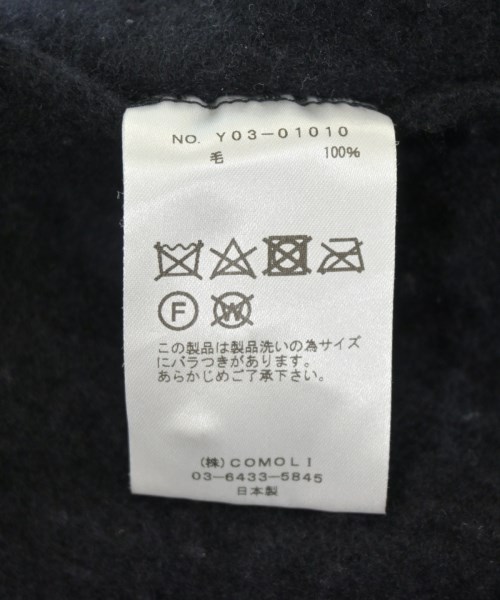 NO. Y03-01010
毛 100%
F W
この製品は製品洗いの為サイズ
にバラつきがあります。
あらかじめご了承下さい。
(株)COMOLI
03-6433-5845
日本製